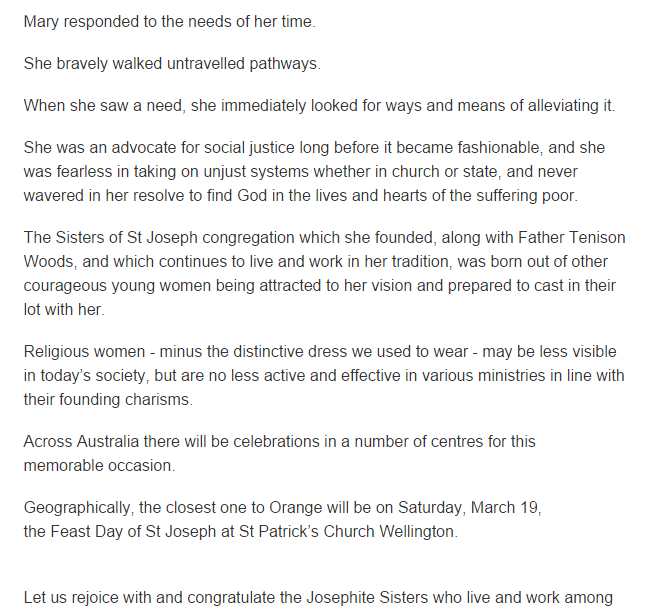 Mary responded to the needs of her time.
She bravely walked untravelled pathways.
When she saw a need, she immediately looked for ways and means of alleviating it.
She was an advocate for social justice long before it became fashionable, and she
was fearless in taking on unjust systems whether in church or state, and never
wavered in her resolve to find God in the lives and hearts of the suffering poor.
The Sisters of St Joseph congregation which she founded, along with Father Tenison
Woods, and which continues to live and work in her tradition, was born out of other
courageous young women being attracted to her vision and prepared to cast in their
lot with her.
Religious women - minus the distinctive dress we used to wear - may be less visible
in today’s society, but are no less active and effective in various ministries in line with
their founding charisms.
Across Australia there will be celebrations in a number of centres for this
memorable occasion.
Geographically, the closest one to Orange will be on Saturday, March 19,
the Feast Day of St Joseph at St Patrick’s Church Wellington.
Let us rejoice with and congratulate the Josephite Sisters who live and work among